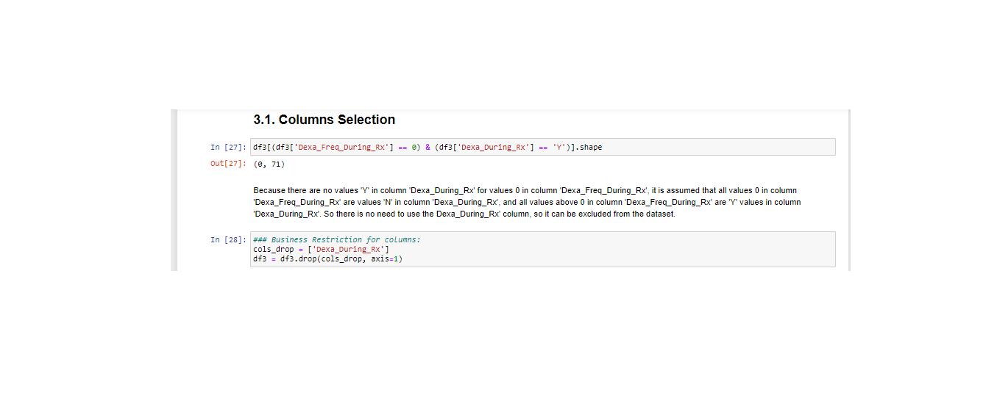 3.1. Columns Selection
In [27]: df3[(df3['Dexa_Freq_During_Rx'] == 0) & (df3['Dexa_During_Rx'] == 'Y')].shape
Out[27]: (0, 71)
Because there are no values 'Y' in column 'Dexa_During_Rx' for values 0 in column 'Dexa_Freq_During_Rx', it is assumed that all values 0 in column
'Dexa_Freq_During_Rx' are values 'N' in column 'Dexa_During_Rx', and all values above 0 in column 'Dexa_Freq_During_Rx' are 'Y' values in column
'Dexa_During_Rx'. So there is no need to use the Dexa_During_Rx' column, so it can be excluded from the dataset.
In [28]: ### Business Restriction for columns:
cols_drop = ['Dexa_During_Rx']
df3 = df3.drop(cols_drop, axis=1)